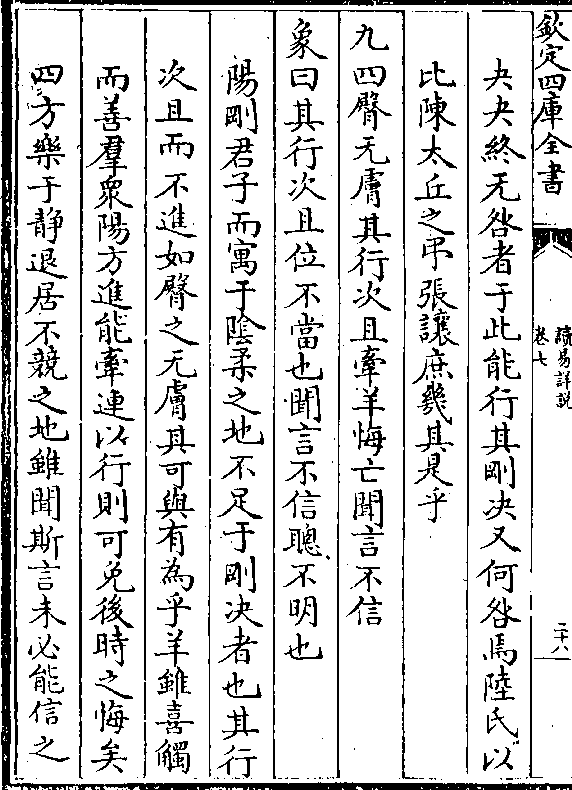 欽定四庫全書
讀易詳説
卷七
二十八
夬夬終无咎者于此能行其剛决又何咎焉陸氏以
比陳太丘之弔張讓庶幾其是乎
九四臀无膚其行次且牽羊悔亡聞言不信
象曰其行次且位不當也聞言不信聰不明也
陽剛君子而寓于陰柔之地不足于剛决者也其行
次且而不進如臀之无膚其可與有為乎羊雖喜觸
而善羣衆陽方進能牽連以行則可免後時之悔矣
四方樂于静退居不競之地雖聞斯言未必能信之